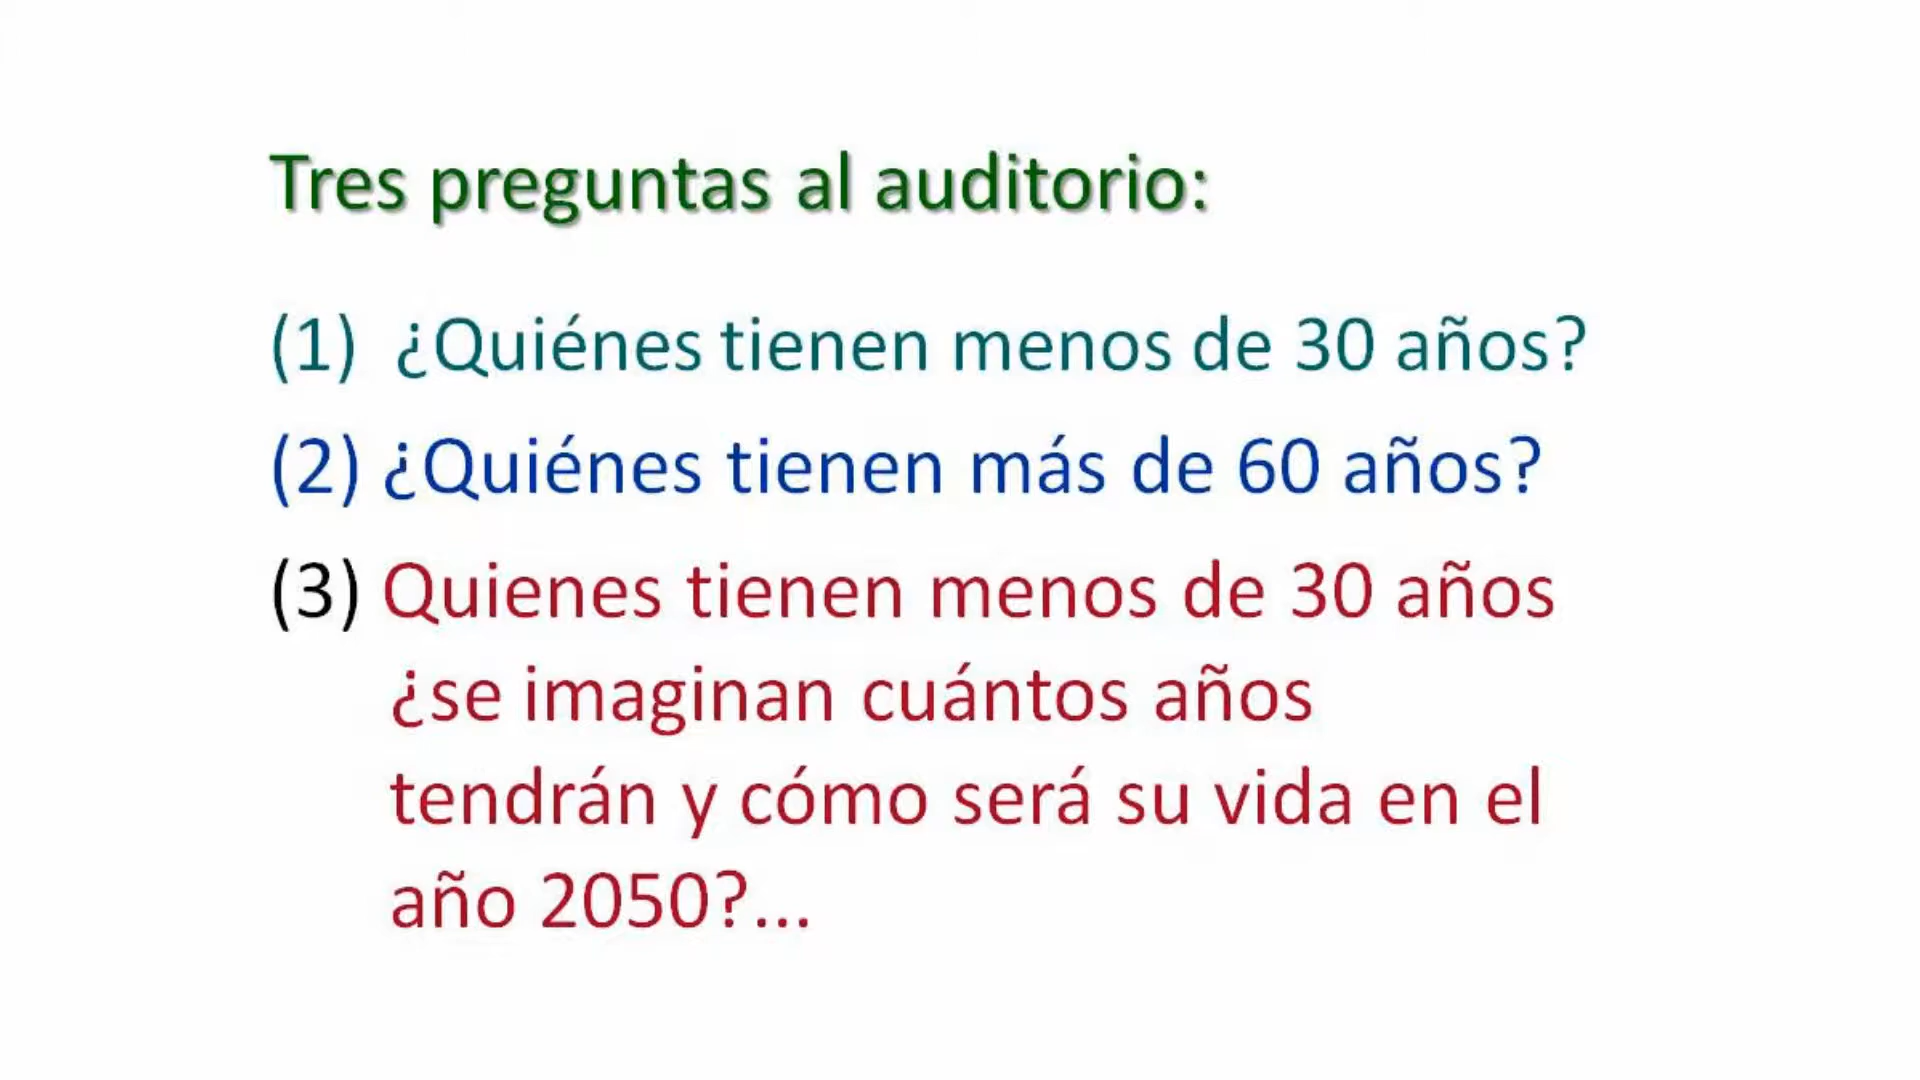 Tres preguntas al auditorio:
(1) ¿Quiénes tienen menos de 30 años?
(2) ¿Quiénes tienen más de 60 años?
(3) Quienes tienen menos de 30 años
¿se imaginan cuántos años
tendrán y cómo será su vida en el
año 2050?...